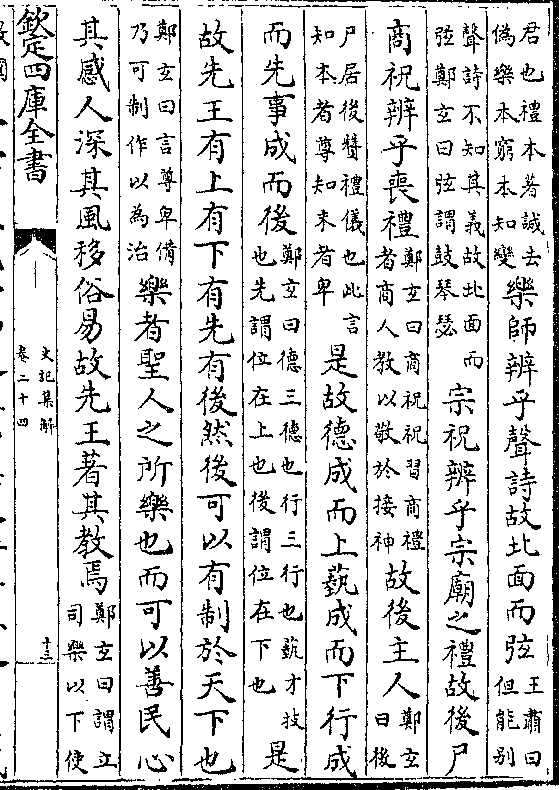 君也禮本著誠去偽樂本窮本知變樂師辨乎聲詩故北面而弦王肅曰但能別
聲詩不知其義故北面而弦鄭玄曰弦謂鼓琴瑟宗祝辨乎宗廟之禮故後尸
商祝辨乎喪禮鄭玄曰商祝祝習商禮者商人教以敬於接神故後主人鄭玄曰後
尸居後贊禮儀也此言知本者尊知末者卑是故德成而上藝成而下行成
而先事成而後鄭玄曰德三德也行三行也藝才技也先謂位在上也後謂位在下也是
故先王有上有下有先有後然後可以有制於天下也
鄭玄曰言尊卑備乃可制作以為治樂者聖人之所樂也而可以善民心
其感人深其風移俗易故先王著其教焉鄭玄曰謂立司樂以下使
欽定四庫全書
史記集解
卷二十四
十三